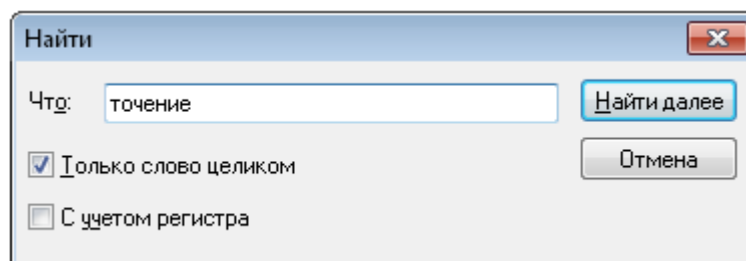 Найти
Что: точение Найти далее
Только слово целиком Отмена
С учетом регистра